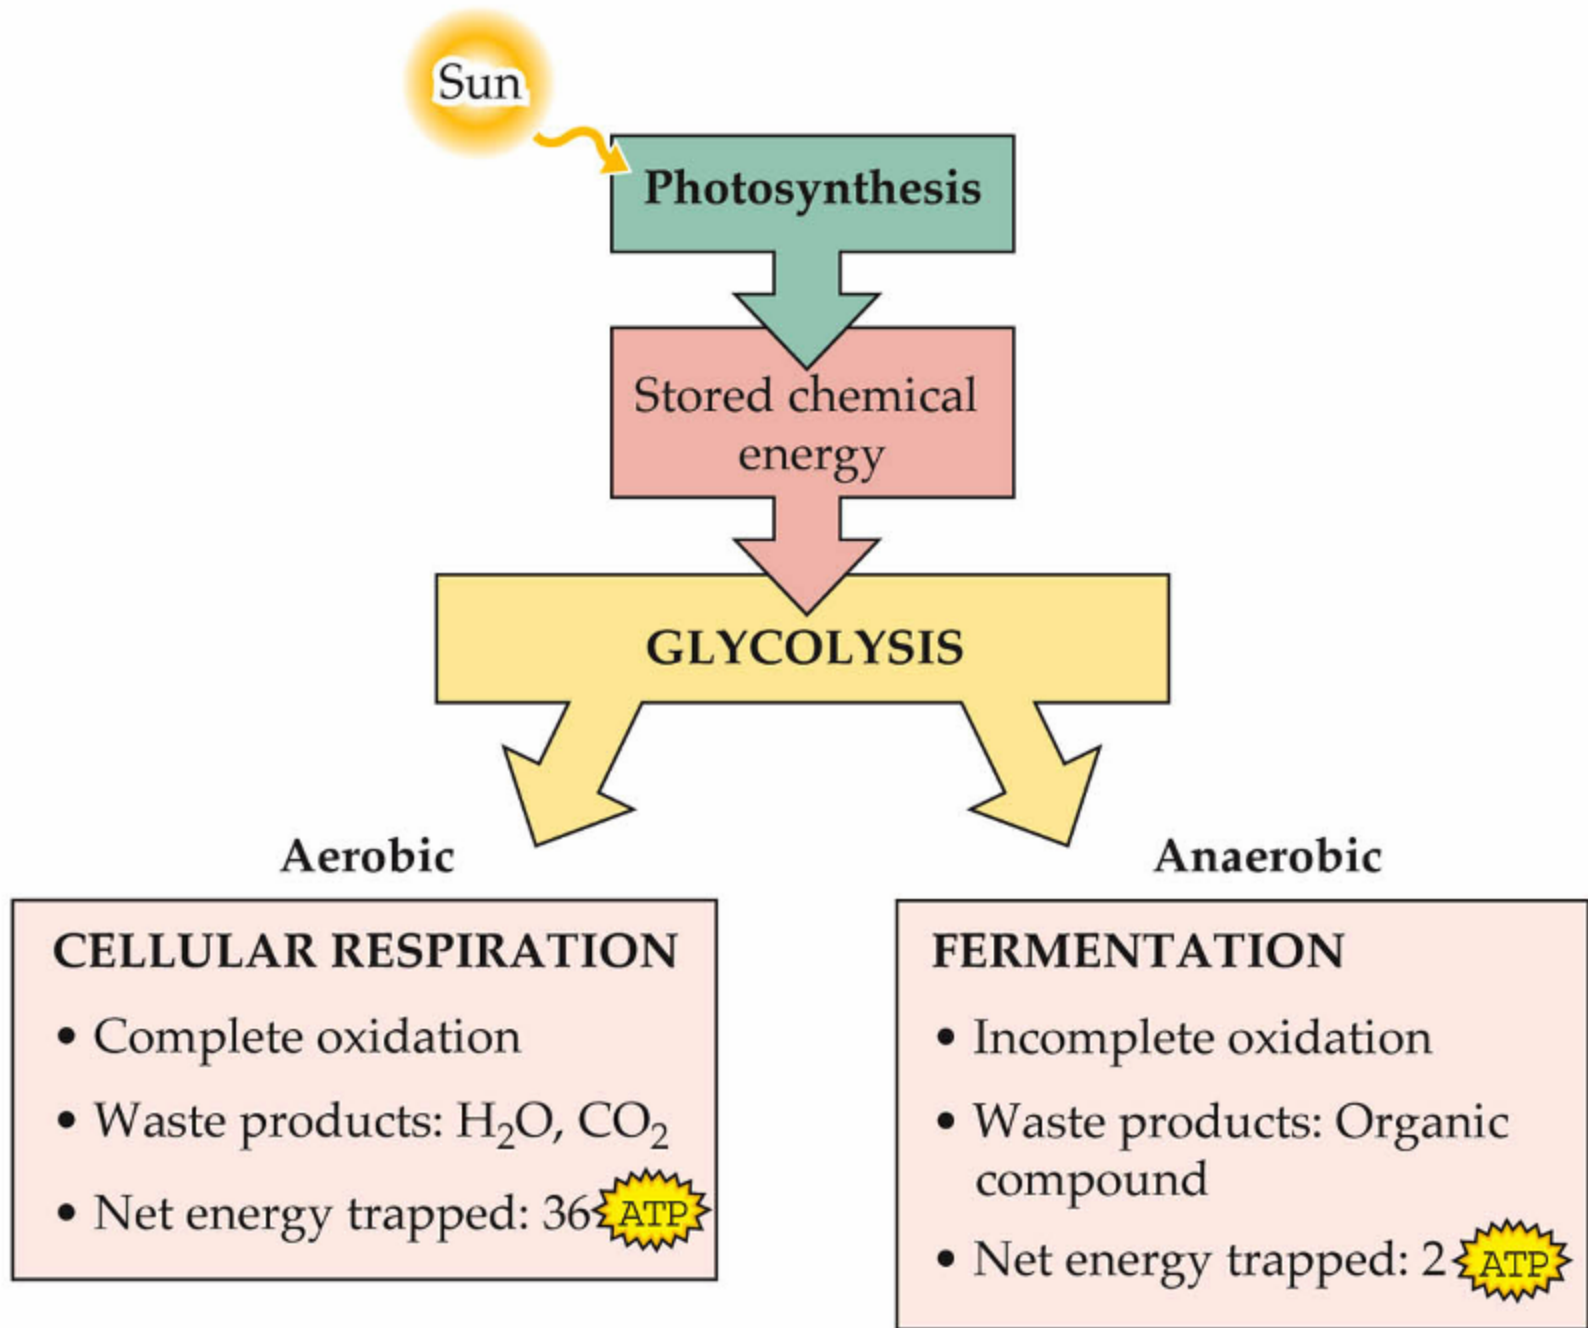 Sun
Photosynthesis
Stored chemical
energy
GLYCOLYSIS
Aerobic
CELLULAR RESPIRATION
• Complete oxidation
• Waste products: H₂O, CO₂
• Net energy trapped: 36 ATP
Anaerobic
FERMENTATION
• Incomplete oxidation
• Waste products: Organic
compound
• Net energy trapped: 2 ATP